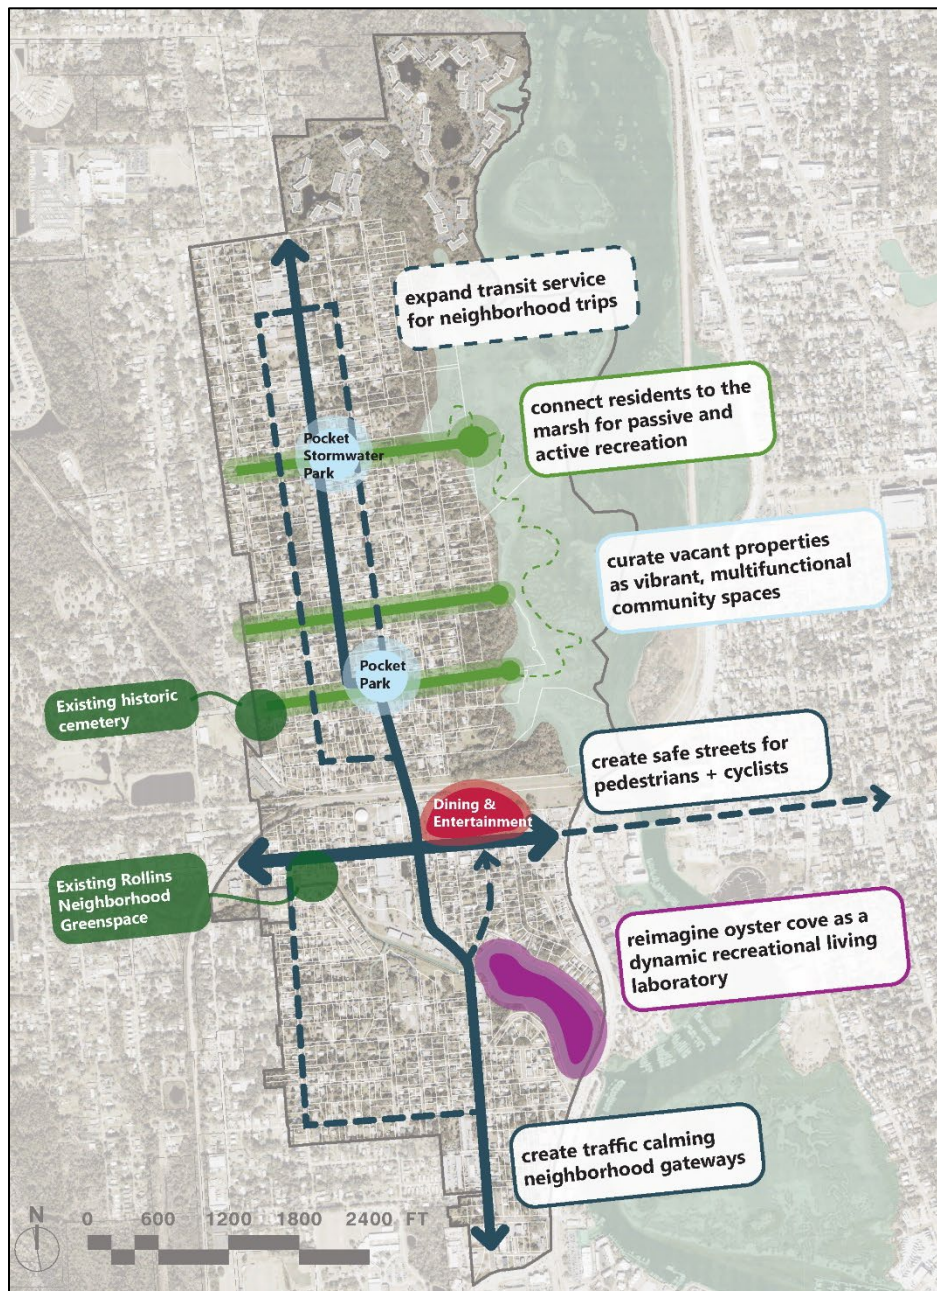 expand transit service
for neighborhood trips
connect residents to the
marsh for passive and
active recreation
Pocket
Stormwater
Park
curate vacant properties
as vibrant, multifunctional
community spaces
Pocket
Park
Existing historic
cemetery
create safe streets for
pedestrians + cyclists
Dining &
Entertainment
Existing Rollins
Neighborhood
Greenspace
reimagine oyster cove as a
dynamic recreational living
laboratory
create traffic calming
neighborhood gateways
N
0 600 1200 1800 2400 FT